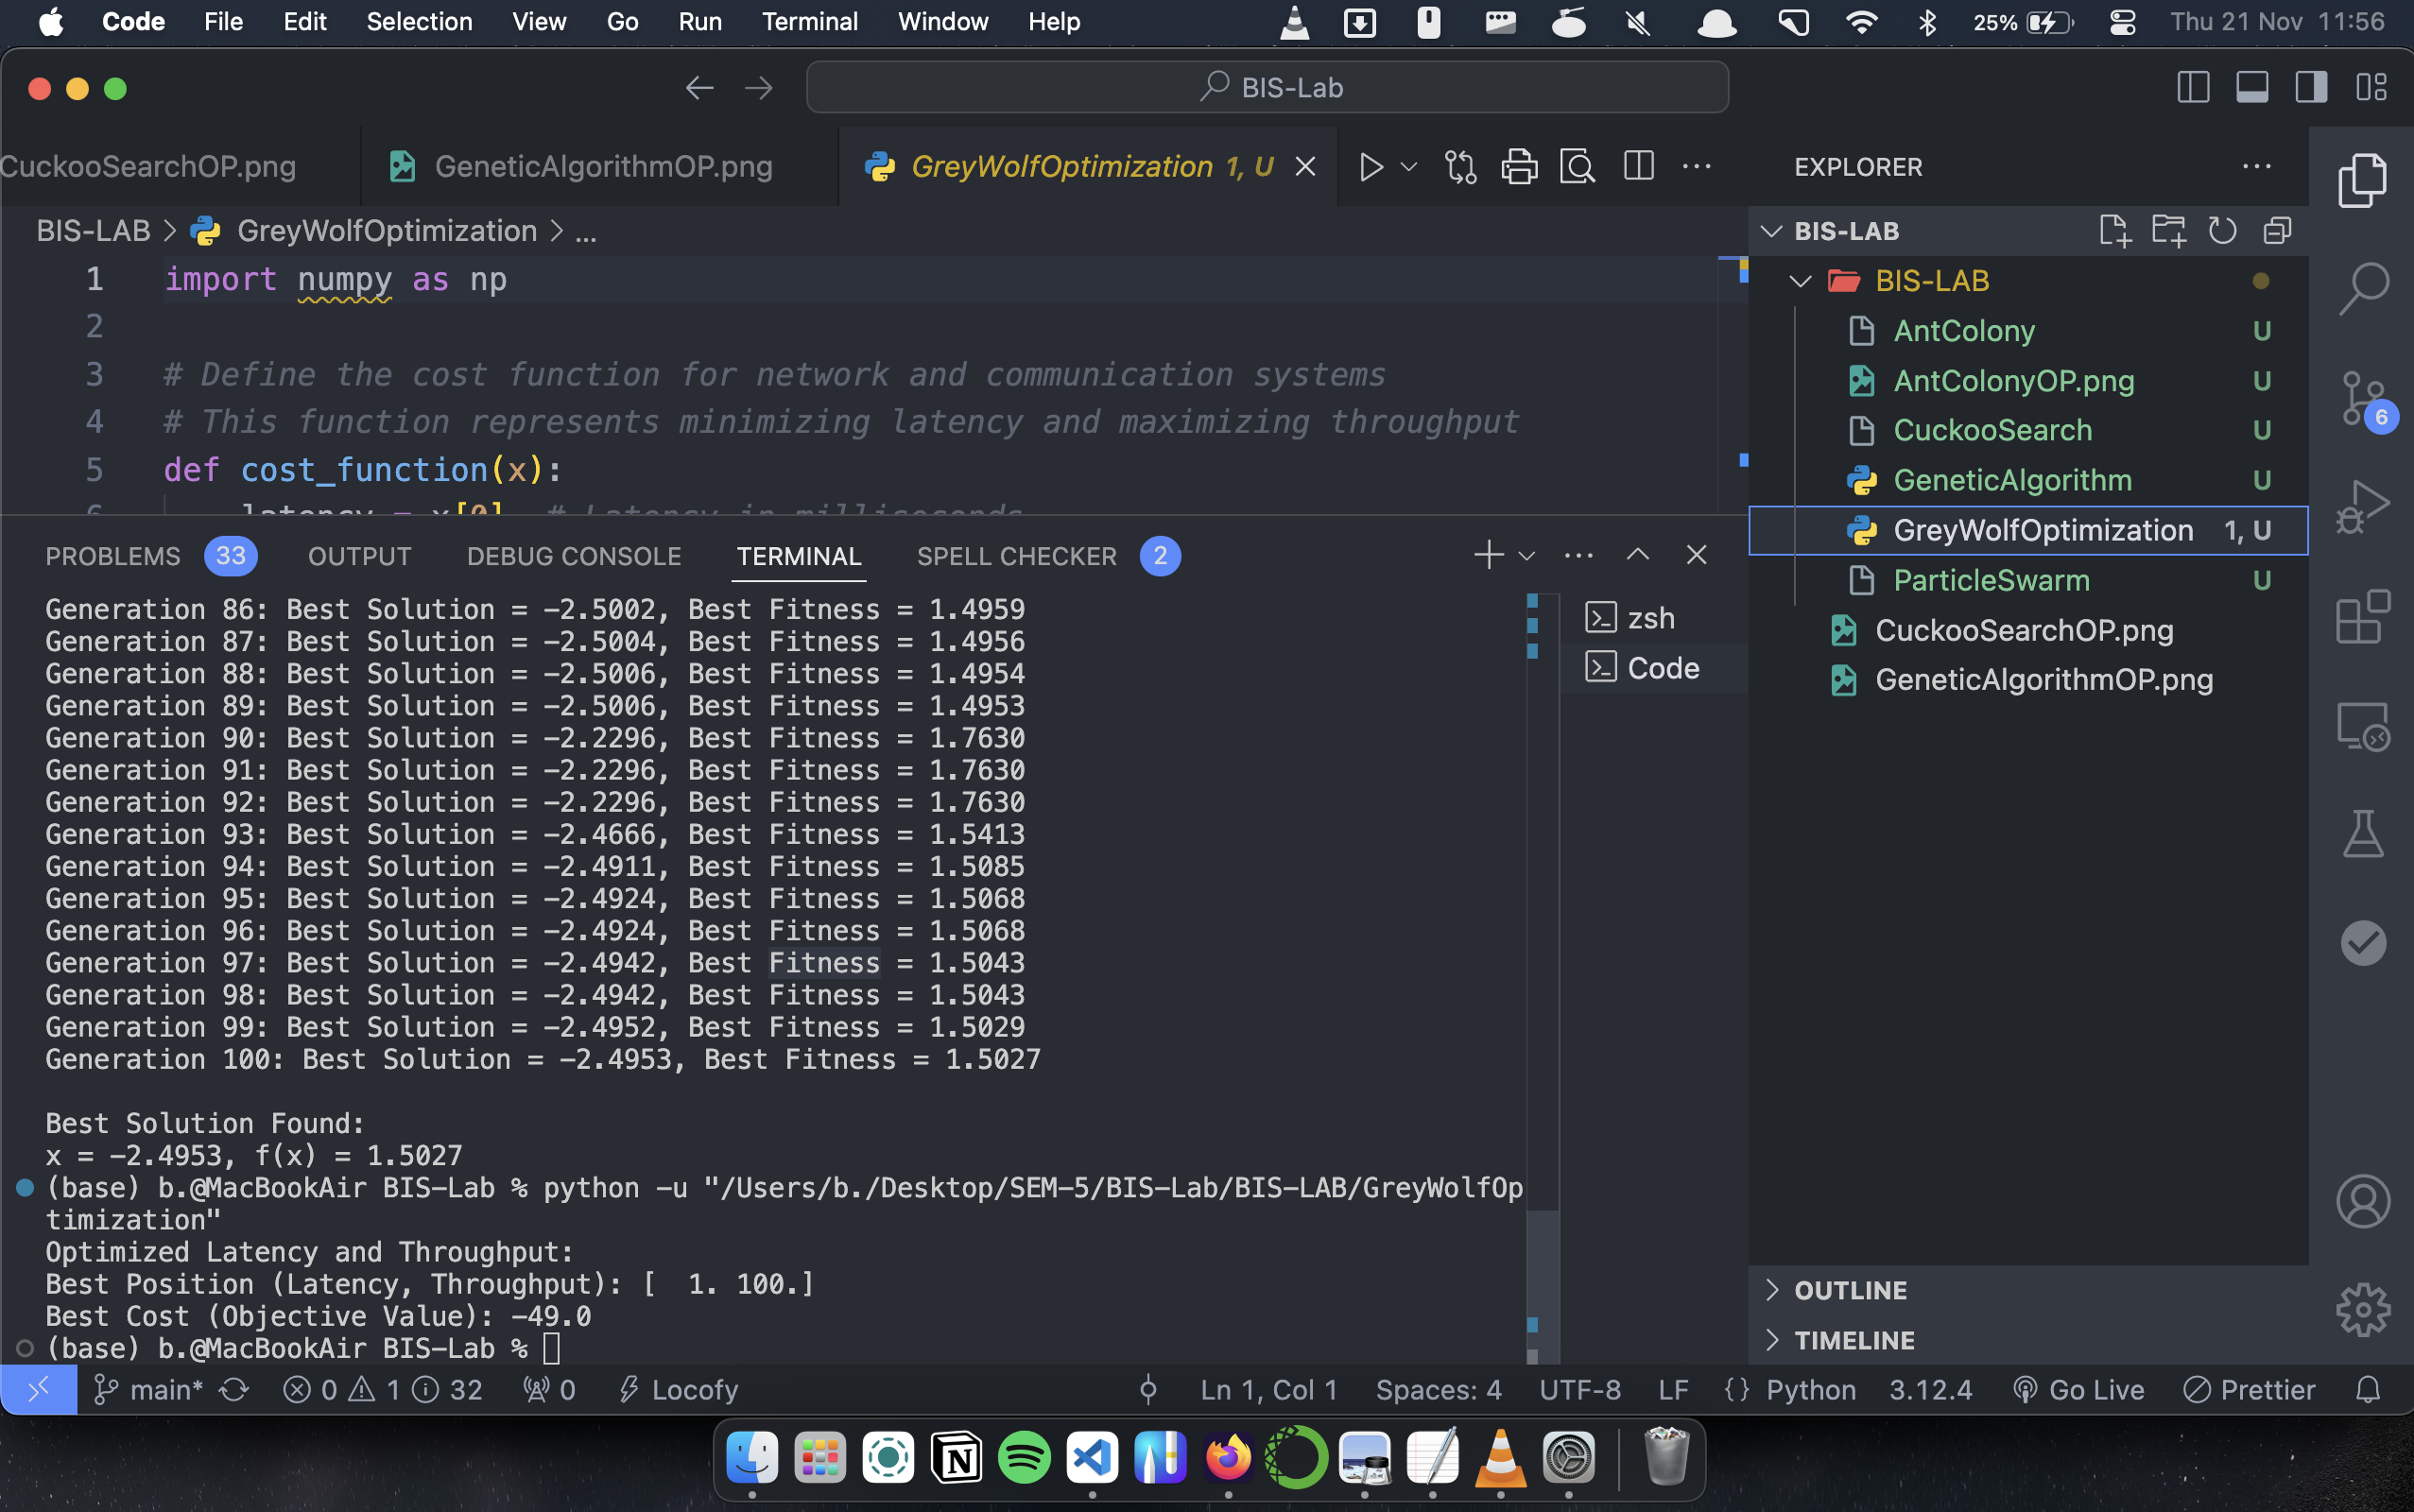 Code File Edit Selection View Go Run Terminal Window Help 25% Thu 21 Nov 11:56
BIS-Lab
CuckooSearchOP.png GeneticAlgorithmOP.png GreyWolfOptimization 1, U
BIS-LAB > GreyWolfOptimization > ...
1 import numpy as np
2
3 # Define the cost function for network and communication systems
4 # This function represents minimizing latency and maximizing throughput
5 def cost_function(x):
6 latency = x[0] # Latency in milliseconds
PROBLEMS 33 OUTPUT DEBUG CONSOLE TERMINAL SPELL CHECKER 2
Generation 86: Best Solution = -2.5002, Best Fitness = 1.4959
Generation 87: Best Solution = -2.5004, Best Fitness = 1.4956
Generation 88: Best Solution = -2.5006, Best Fitness = 1.4954
Generation 89: Best Solution = -2.5006, Best Fitness = 1.4953
Generation 90: Best Solution = -2.2296, Best Fitness = 1.7630
Generation 91: Best Solution = -2.2296, Best Fitness = 1.7630
Generation 92: Best Solution = -2.2296, Best Fitness = 1.7630
Generation 93: Best Solution = -2.4666, Best Fitness = 1.5413
Generation 94: Best Solution = -2.4911, Best Fitness = 1.5085
Generation 95: Best Solution = -2.4924, Best Fitness = 1.5068
Generation 96: Best Solution = -2.4924, Best Fitness = 1.5068
Generation 97: Best Solution = -2.4942, Best Fitness = 1.5043
Generation 98: Best Solution = -2.4942, Best Fitness = 1.5043
Generation 99: Best Solution = -2.4952, Best Fitness = 1.5029
Generation 100: Best Solution = -2.4953, Best Fitness = 1.5027
Best Solution Found:
x = -2.4953, f(x) = 1.5027
(base) b.@MacBookAir BIS-Lab % python -u "/Users/b./Desktop/SEM-5/BIS-Lab/BIS-LAB/GreyWolfOp
timization"
Optimized Latency and Throughput:
Best Position (Latency, Throughput): [  1. 100.]
Best Cost (Objective Value): -49.0
(base) b.@MacBookAir BIS-Lab %
zsh
Code
EXPLORER
BIS-LAB
BIS-LAB
AntColony U
AntColonyOP.png U
CuckooSearch U
GeneticAlgorithm U
GreyWolfOptimization 1, U
ParticleSwarm U
CuckooSearchOP.png
GeneticAlgorithmOP.png
OUTLINE
TIMELINE
6
main* 0 1 32 0 Locofy Ln 1, Col 1 Spaces: 4 UTF-8 LF {} Python 3.12.4 Go Live Prettier